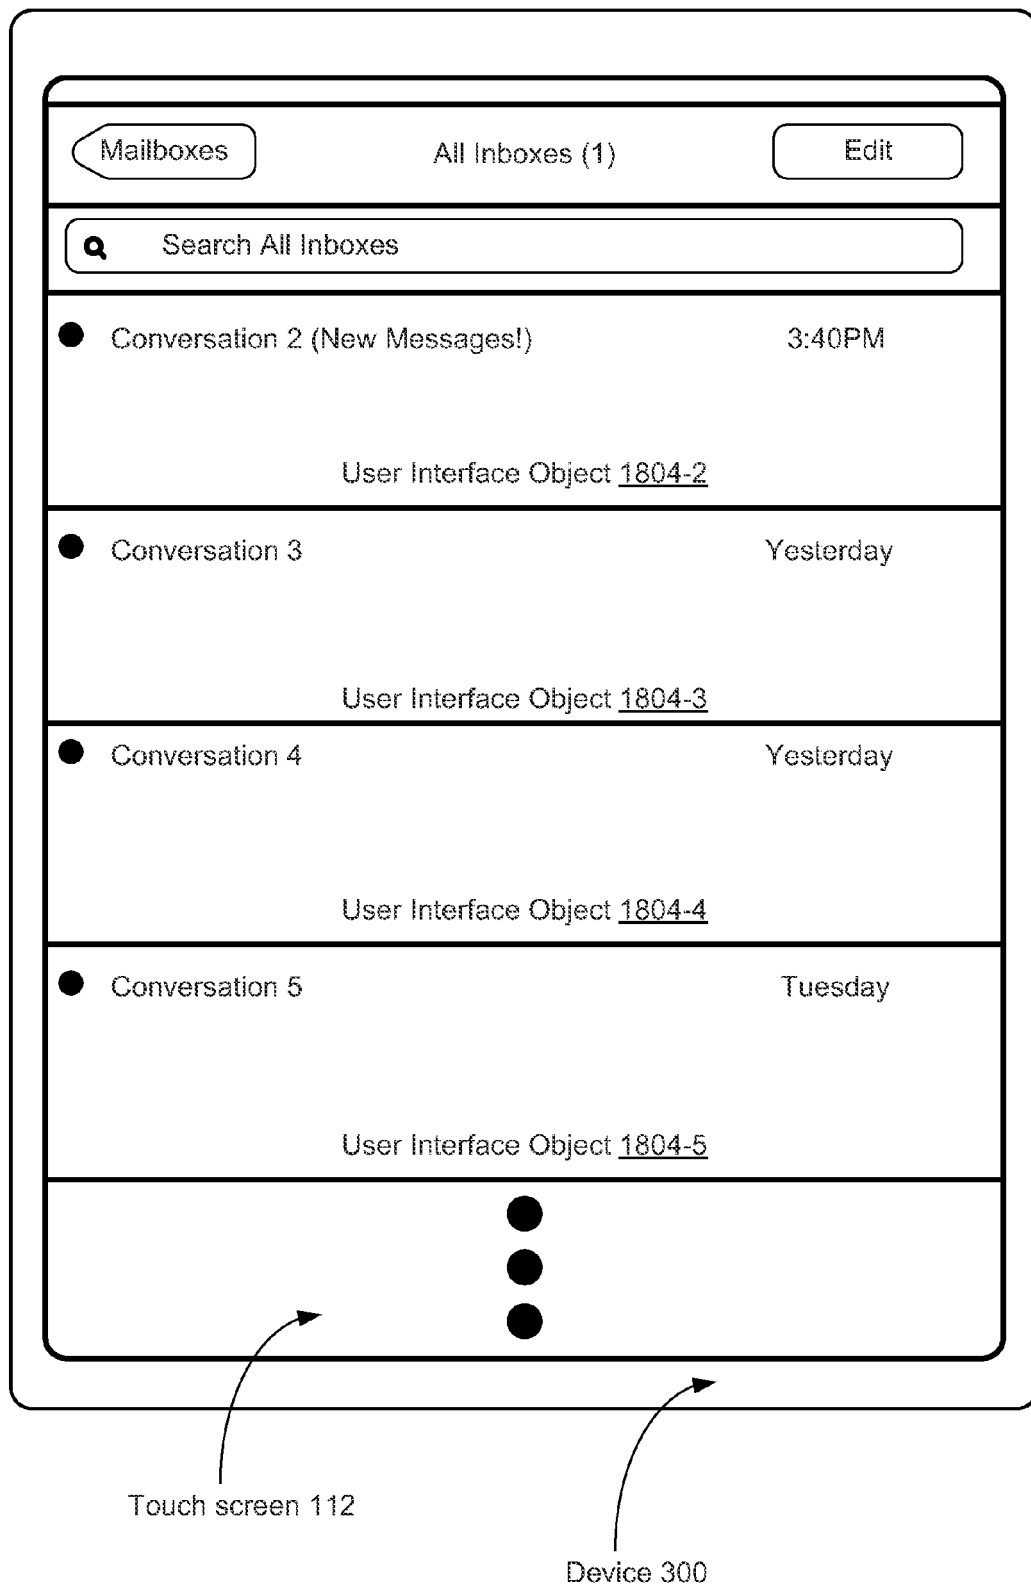 Mailboxes
All Inboxes (1)
Edit
Search All Inboxes
Conversation 2 (New Messages!)
3:40PM
User Interface Object 1804-2
Conversation 3
Yesterday
User Interface Object 1804-3
Conversation 4
Yesterday
User Interface Object 1804-4
Conversation 5
Tuesday
User Interface Object 1804-5
Touch screen 112
Device 300